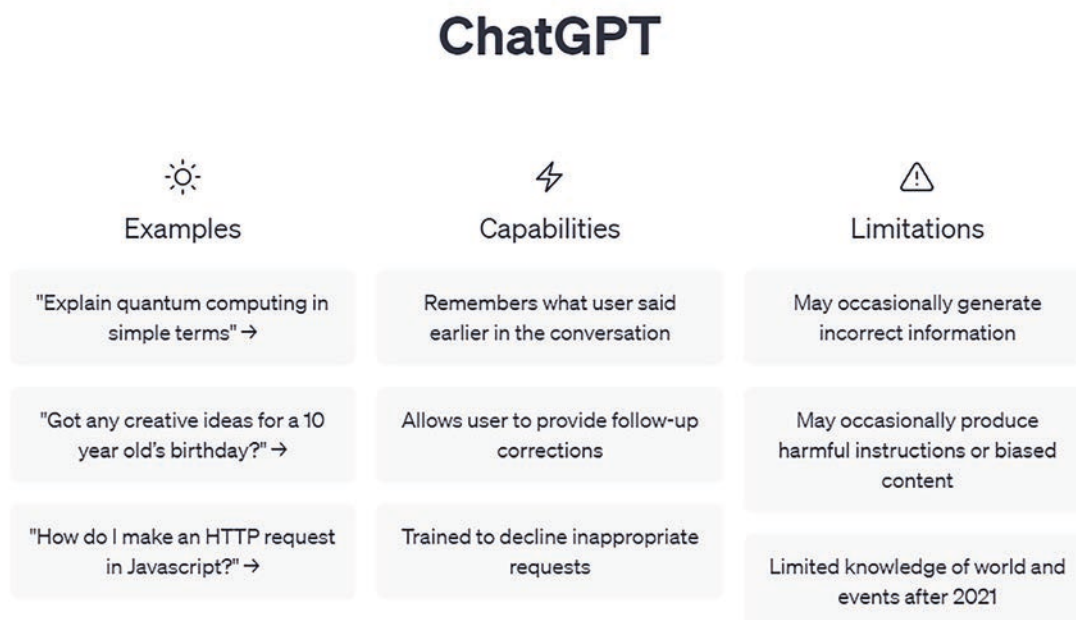 ChatGPT
Examples
"Explain quantum computing in
simple terms" →
"Got any creative ideas for a 10
year old's birthday?" →
"How do I make an HTTP request
in Javascript?" →
Capabilities
Remembers what user said
earlier in the conversation
Allows user to provide follow-up
corrections
Trained to decline inappropriate
requests
Limitations
May occasionally generate
incorrect information
May occasionally produce
harmful instructions or biased
content
Limited knowledge of world and
events after 2021